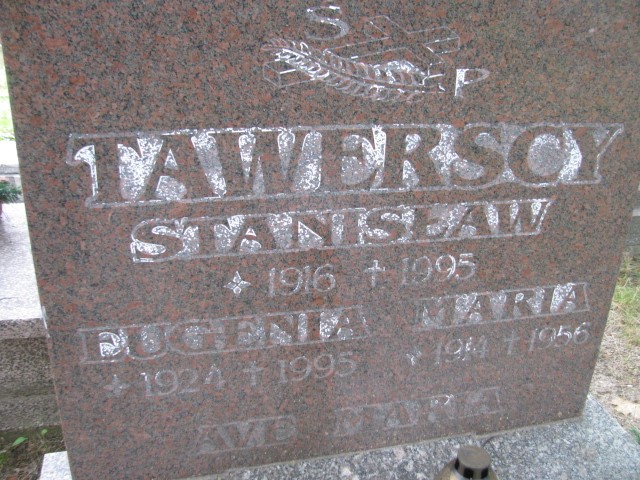 S P
TAWERSCY
STANISŁAW
1916 † 1995
EUGENIA MARIA
1924 † 1995 1914 † 1956
AVE MARIA